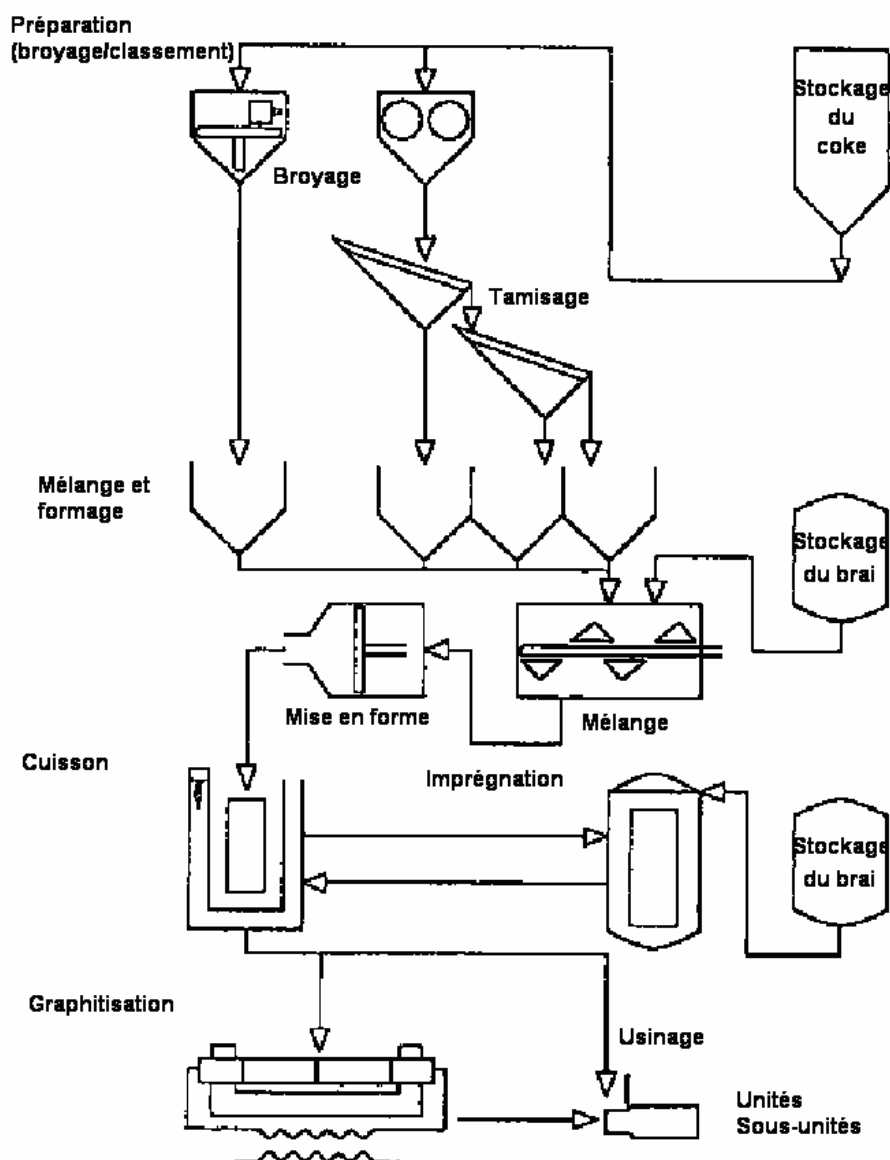 Préparation
(broyage/classement)
Stockage
du
coke
Broyage
Tamisage
Mélange et
formage
Stockage
du brai
Mise en forme
Mélange
Cuisson
Imprégnation
Stockage
du brai
Graphitisation
Usinage
Unités
Sous-unités